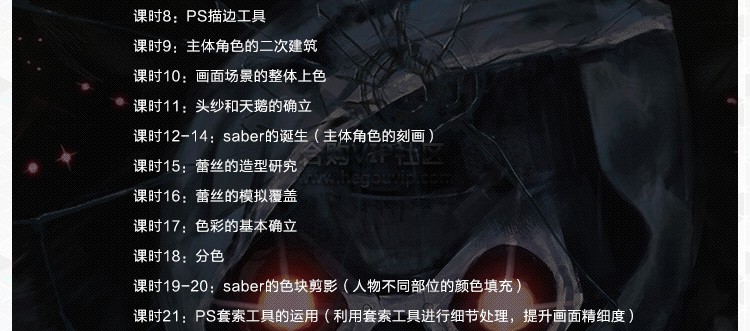 课时8：PS描边工具
课时9：主体角色的二次建筑
课时10：画面场景的整体上色
课时11：头纱和天鹅的确立
课时12-14：saber的诞生（主体角色的刻画）
课时15：蕾丝的造型研究
课时16：蕾丝的模拟覆盖
课时17：色彩的基本确立
课时18：分色
课时19-20：saber的色块剪影（人物不同部位的颜色填充）
课时21：PS套索工具的运用（利用套索工具进行细节处理，提升画面精细度）